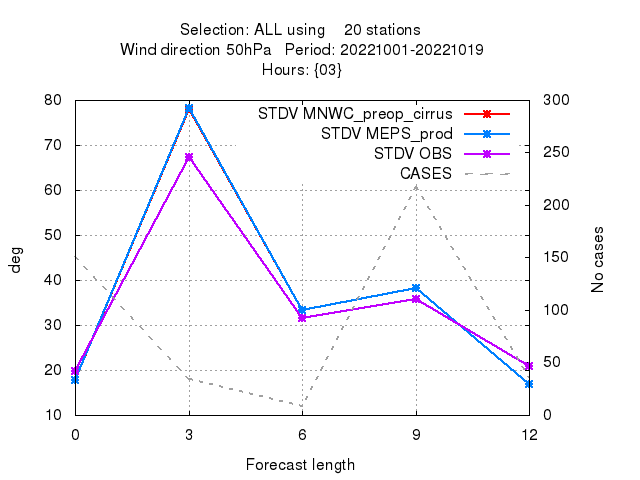 Selection: ALL using 20 stations
Wind direction 50hPa Period: 20221001-20221019
Hours: {03}
STDV MNWC_preop_cirrus
STDV MEPS_prod
STDV OBS
CASES
deg
80
70
60
50
40
30
20
10
300
250
200
150
100
50
0
No cases
0 3 6 9 12
Forecast length